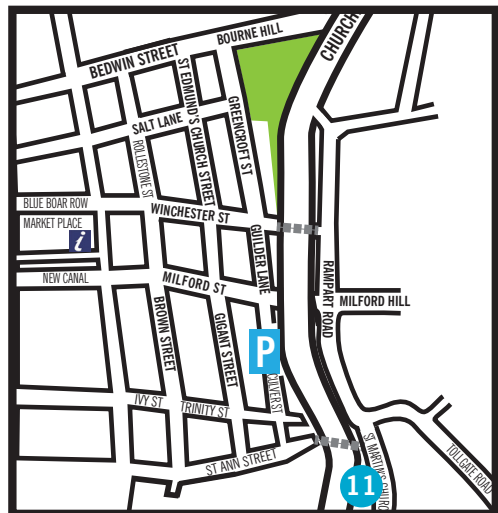 BOURNE HILL
CHURCH
BEDWIN STREET
ST EDMUND'S CHURCH STREET
GREENCROFT ST
SALT LANE
ROLLESTONE ST
BLUE BOAR ROW
WINCHESTER ST
MARKET PLACE
i
GUILDER LANE
RAMPART ROAD
NEW CANAL
MILFORD ST
MILFORD HILL
BROWN STREET
GIGANT STREET
P
CULVER ST
IVY ST
TRINITY ST
ST ANN STREET
ST. MARTIN'S CHURCH
TOLLGATE ROAD
11